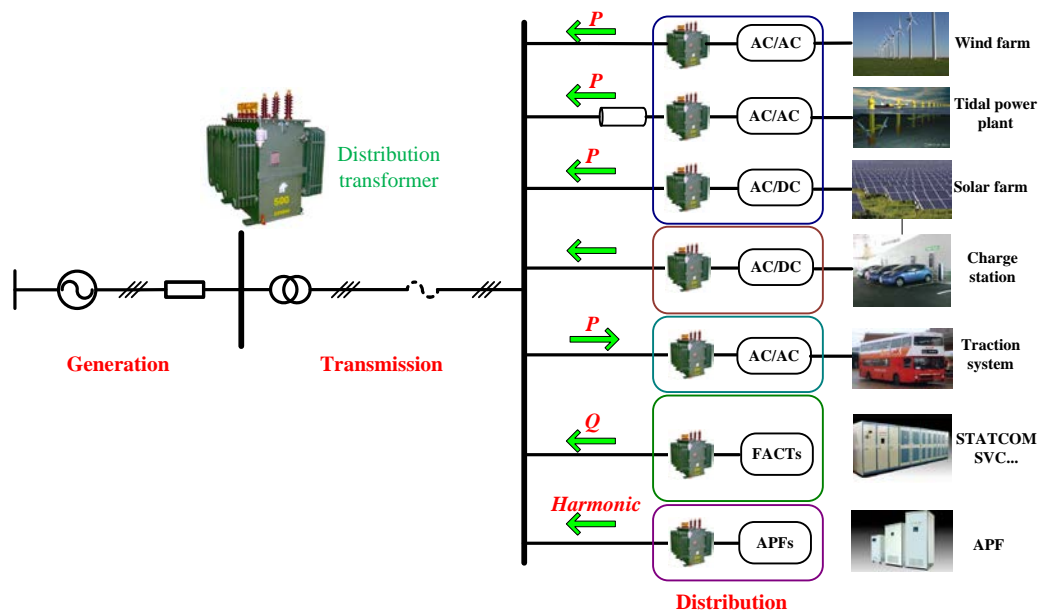 P
AC/AC
Wind farm
P
AC/AC
Tidal power
plant
Distribution
transformer
500
P
AC/DC
Solar farm
AC/DC
Charge
station
P
AC/AC
Traction
system
Generation
Transmission
Q
FACTs
STATCOM
SVC...
Harmonic
APFs
APF
Distribution